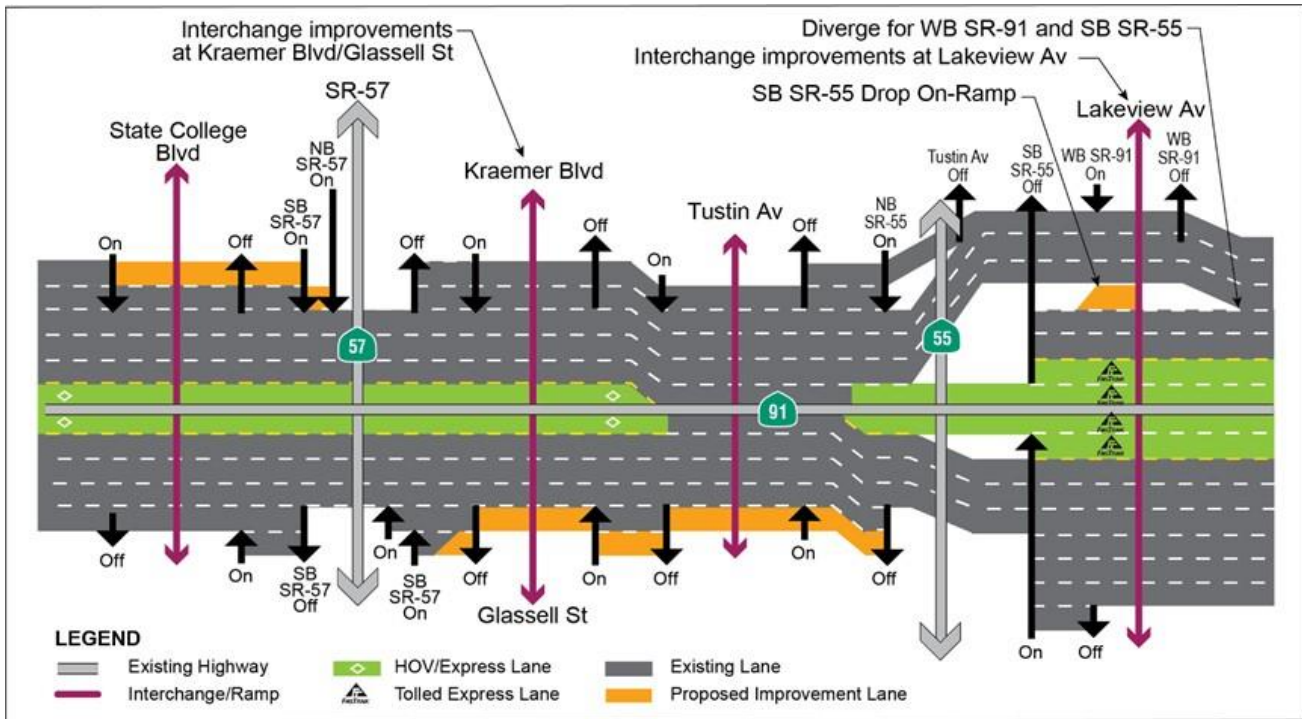 Interchange improvements
at Kraemer Blvd/Glassell St
Diverge for WB SR-91 and SB SR-55
Interchange improvements at Lakeview Av
SB SR-55 Drop On-Ramp
SR-57
State College
Blvd
NB
SR-57
On
SB
SR-57
On
Kraemer Blvd
Tustin Av
Lakeview Av
Tustin Av
Off
SB
SR-55
Off
WB SR-91
On
WB
SR-91
Off
NB
SR-55
On
On
Off
Off
On
Off
On
Off
57
55
91
FASTRAK
FASTRAK
FASTRAK
FASTRAK
Off
On
SB
SR-57
Off
On
SB
SR-57
On
Off
On
Off
On
Off
On
Off
Glassell St
LEGEND
Existing Highway
HOV/Express Lane
Existing Lane
Interchange/Ramp
FASTRAK
Tolled Express Lane
Proposed Improvement Lane